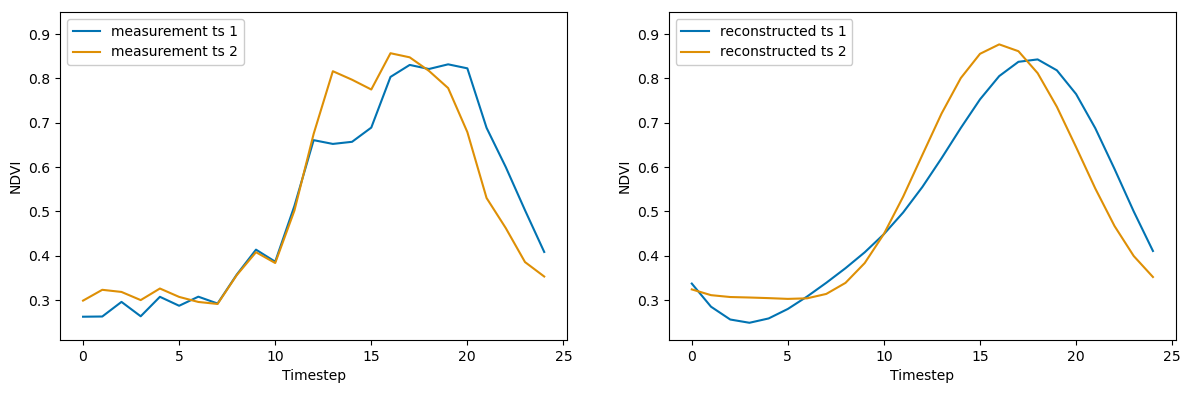 measurement ts 1
measurement ts 2
NDVI
0.9
0.8
0.7
0.6
0.5
0.4
0.3
0 5 10 15 20 25
Timestep
reconstructed ts 1
reconstructed ts 2
NDVI
0.9
0.8
0.7
0.6
0.5
0.4
0.3
0 5 10 15 20 25
Timestep